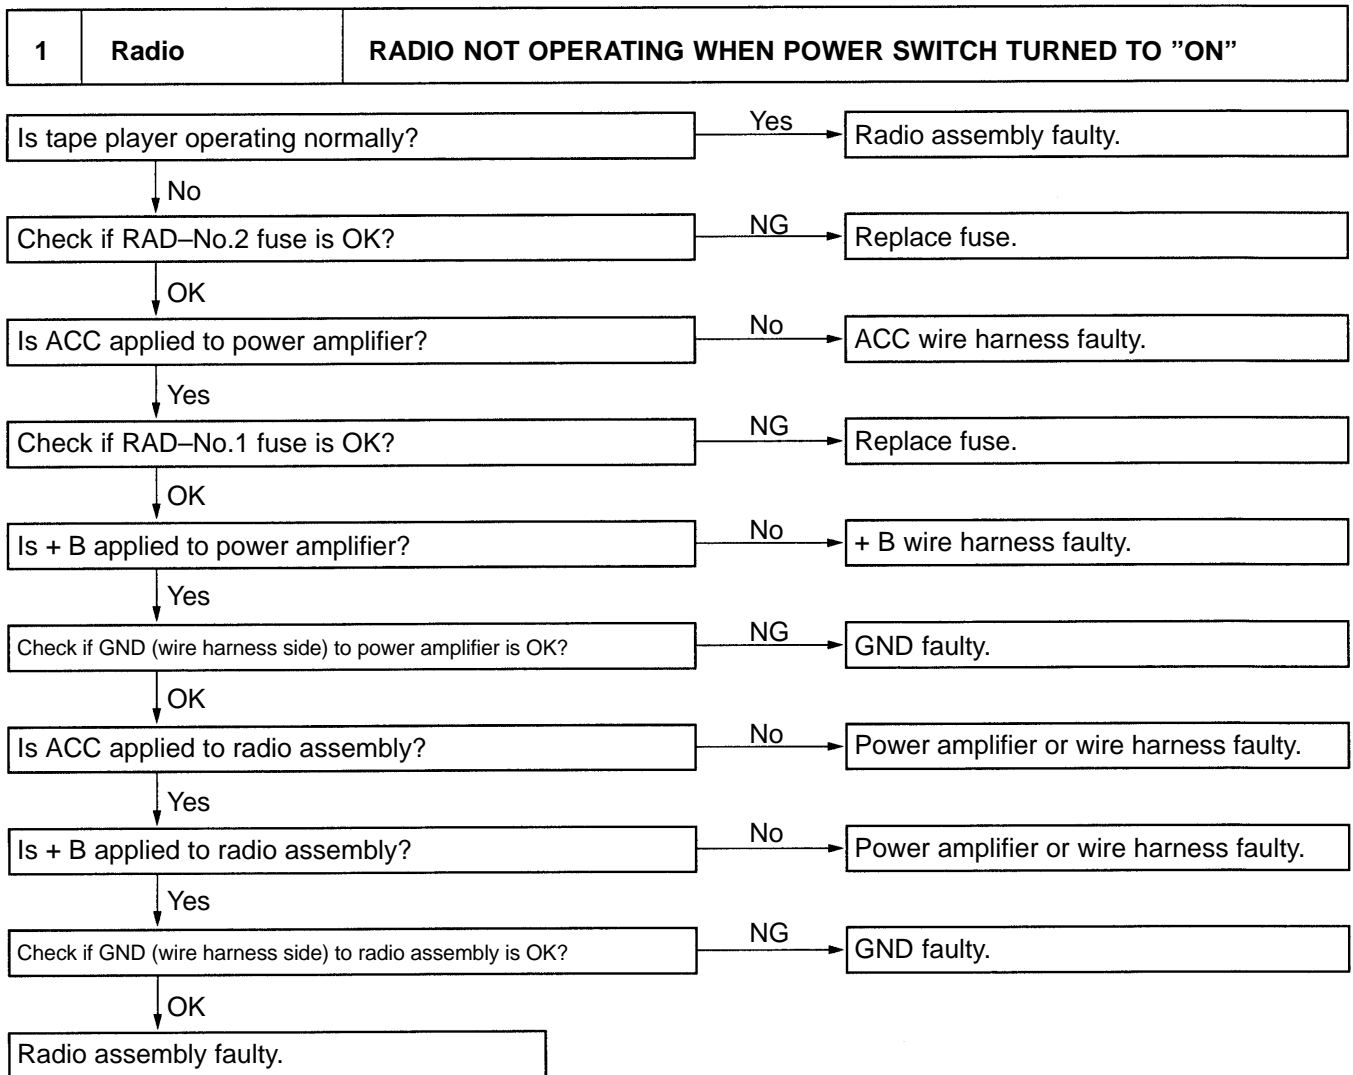 1 Radio RADIO NOT OPERATING WHEN POWER SWITCH TURNED TO ”ON”
Is tape player operating normally? Yes Radio assembly faulty.
No
Check if RAD–No.2 fuse is OK? NG Replace fuse.
OK
Is ACC applied to power amplifier? No ACC wire harness faulty.
Yes
Check if RAD–No.1 fuse is OK? NG Replace fuse.
OK
Is + B applied to power amplifier? No + B wire harness faulty.
Yes
Check if GND (wire harness side) to power amplifier is OK? NG GND faulty.
OK
Is ACC applied to radio assembly? No Power amplifier or wire harness faulty.
Yes
Is + B applied to radio assembly? No Power amplifier or wire harness faulty.
Yes
Check if GND (wire harness side) to radio assembly is OK? NG GND faulty.
OK
Radio assembly faulty.